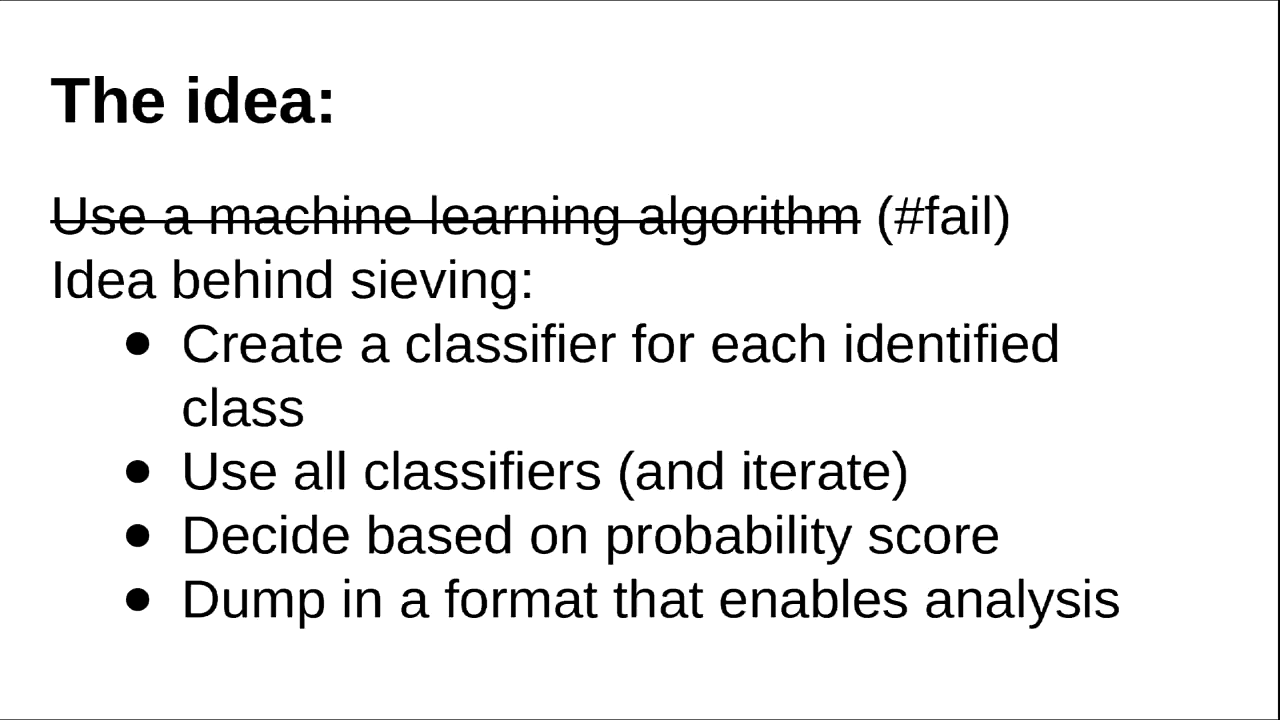 The idea:
Use a machine learning algorithm (#fail)
Idea behind sieving:
● Create a classifier for each identified
class
● Use all classifiers (and iterate)
● Decide based on probability score
● Dump in a format that enables analysis